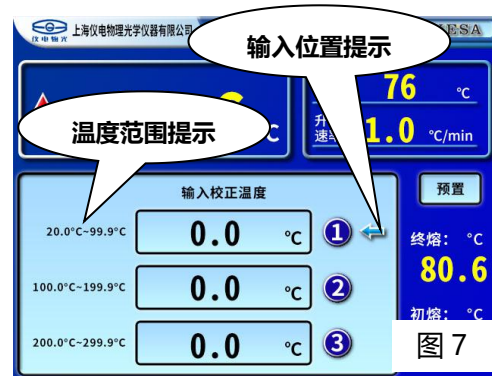 仪电物光
上海仪电物理光学仪器有限公司
输入位置提示
76 °C
1.0 °C/min
温度范围提示
输入校正温度
预置
20.0°C~99.9°C 0.0 °C 1
终熔: °C
80.6
100.0°C~199.9°C 0.0 °C 2
初熔: °C
200.0°C~299.9°C 0.0 °C 3
图 7